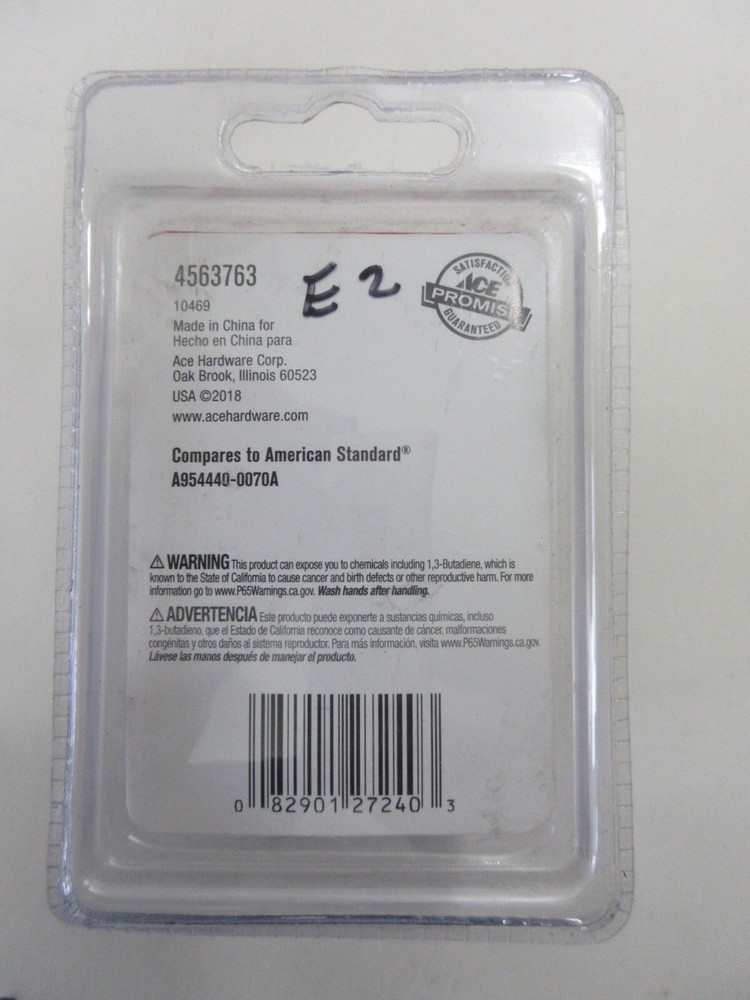 4563763
E 2
SATISFACTION
ACE
PROMISE
GUARANTEED
10469
Made in China for
Hecho en China para
Ace Hardware Corp.
Oak Brook, Illinois 60523
USA ©2018
www.acehardware.com
Compares to American Standard®
A954440-0070A
⚠ WARNING This product can expose you to chemicals including 1,3-Butadiene, which is
known to the State of California to cause cancer and birth defects or other reproductive harm. For more
information go to www.P65Warnings.ca.gov. Wash hands after handling.
⚠ ADVERTENCIA Este producto puede exponerte a sustancias químicas, incluso
1,3-butadieno, que el Estado de California reconoce como causante de cáncer, malformaciones
congénitas y otros daños al sistema reproductor. Para más información, visita www.P65Warnings.ca.gov.
Lávese las manos después de manejar el producto.
0 82901 27240 3